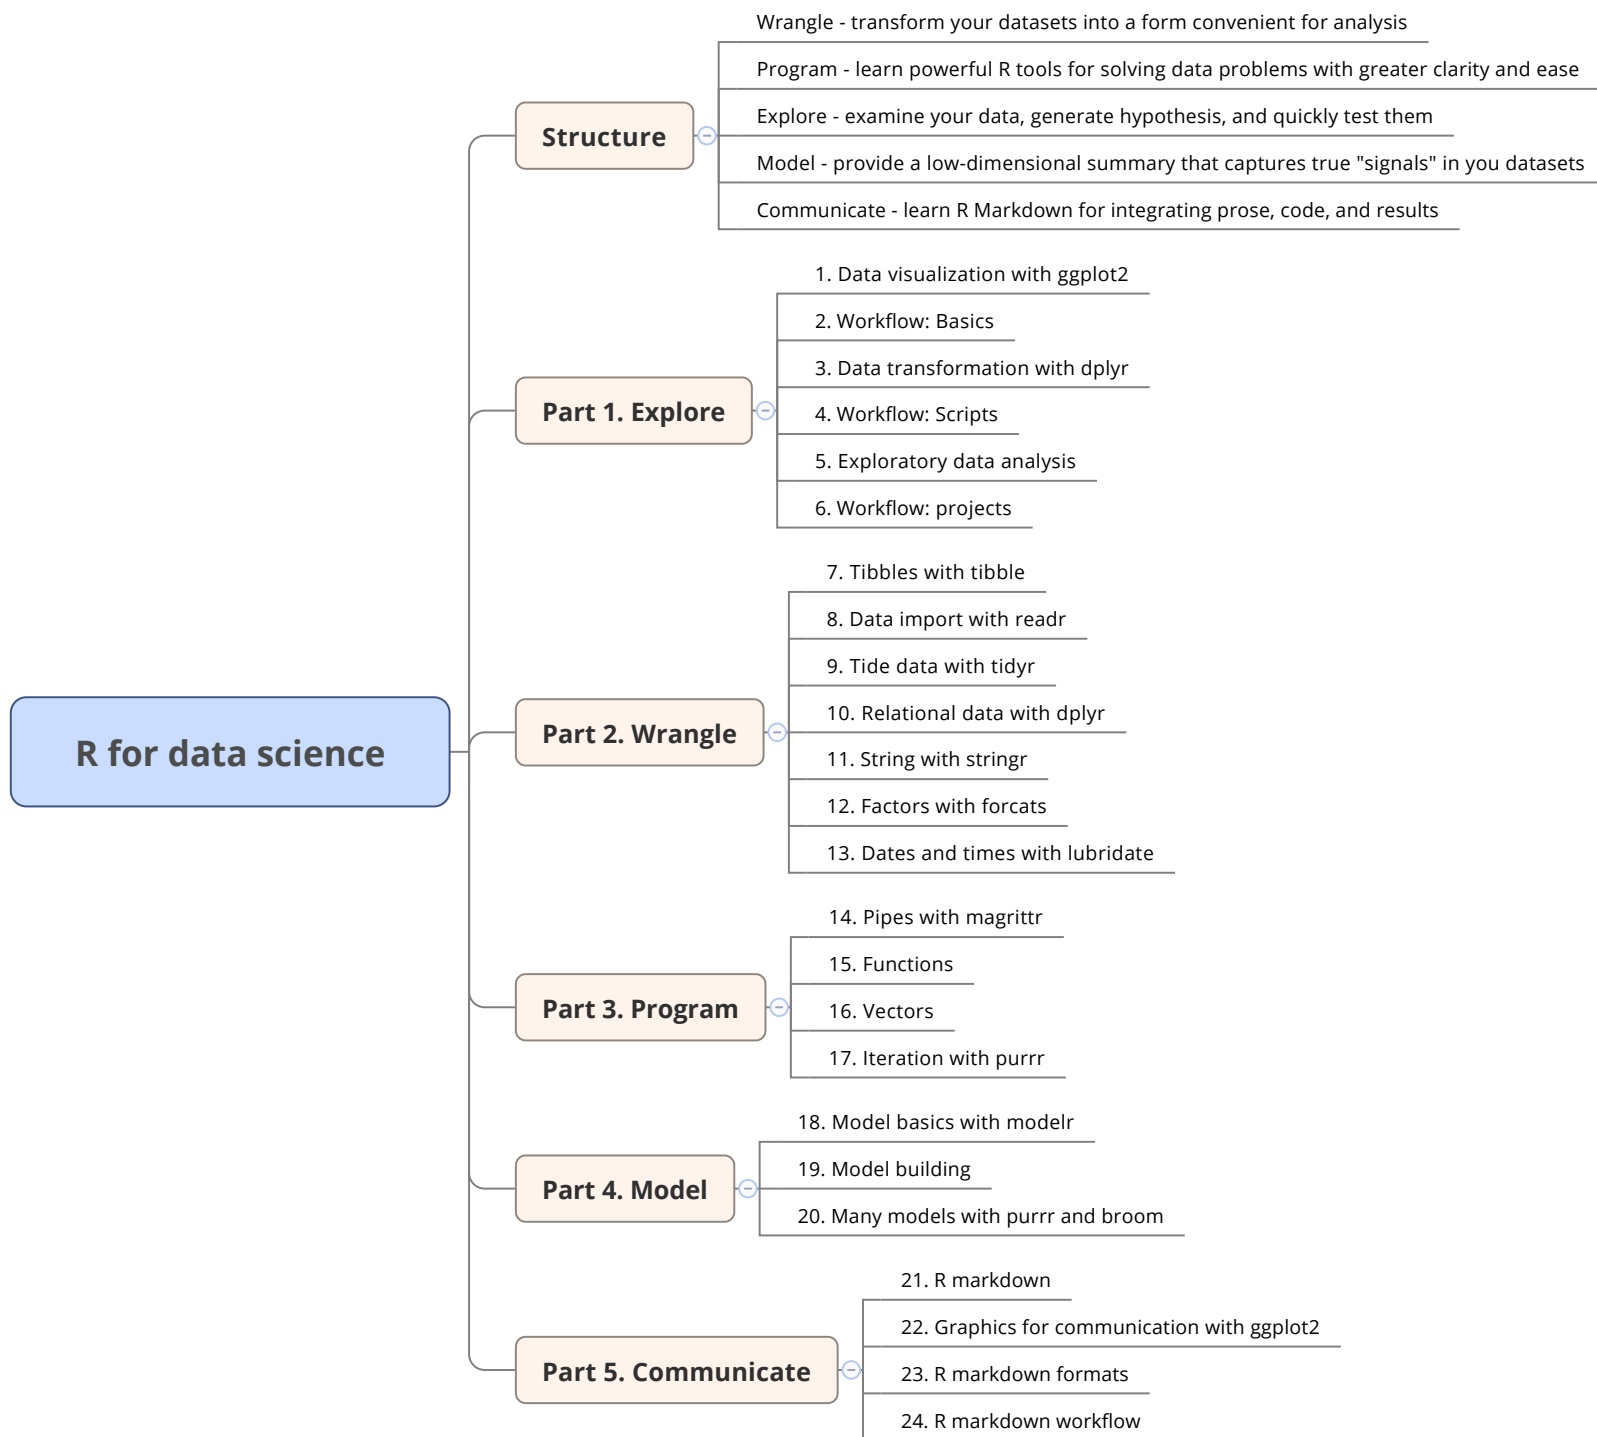 R for data science
Structure
Wrangle - transform your datasets into a form convenient for analysis
Program - learn powerful R tools for solving data problems with greater clarity and ease
Explore - examine your data, generate hypothesis, and quickly test them
Model - provide a low-dimensional summary that captures true "signals" in you datasets
Communicate - learn R Markdown for integrating prose, code, and results
Part 1. Explore
1. Data visualization with ggplot2
2. Workflow: Basics
3. Data transformation with dplyr
4. Workflow: Scripts
5. Exploratory data analysis
6. Workflow: projects
Part 2. Wrangle
7. Tibbles with tibble
8. Data import with readr
9. Tide data with tidyr
10. Relational data with dplyr
11. String with stringr
12. Factors with forcats
13. Dates and times with lubridate
Part 3. Program
14. Pipes with magrittr
15. Functions
16. Vectors
17. Iteration with purrr
Part 4. Model
18. Model basics with modelr
19. Model building
20. Many models with purrr and broom
Part 5. Communicate
21. R markdown
22. Graphics for communication with ggplot2
23. R markdown formats
24. R markdown workflow